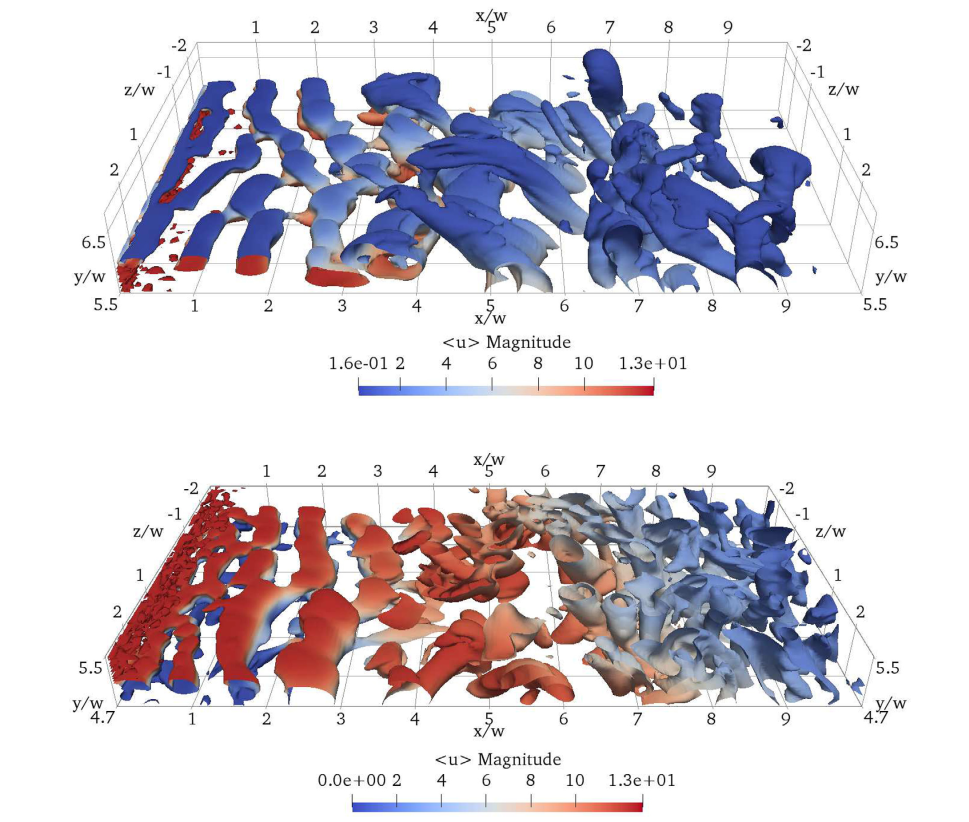 x/w
1 2 3 4 5 6 7 8 9
-2 -2
-1 -1
z/w z/w
1 1
2 2
6.5 6.5
y/w y/w
5.5 1 2 3 4 5 6 7 8 9 5.5
x/w
<u> Magnitude
1.6e-01 2 4 6 8 10 1.3e+01
x/w
1 2 3 4 5 6 7 8 9
-2 -2
-1 -1
z/w z/w
1 1
2 2
5.5 5.5
y/w y/w
4.7 1 2 3 4 5 6 7 8 9 4.7
x/w
<u> Magnitude
0.0e+00 2 4 6 8 10 1.3e+01